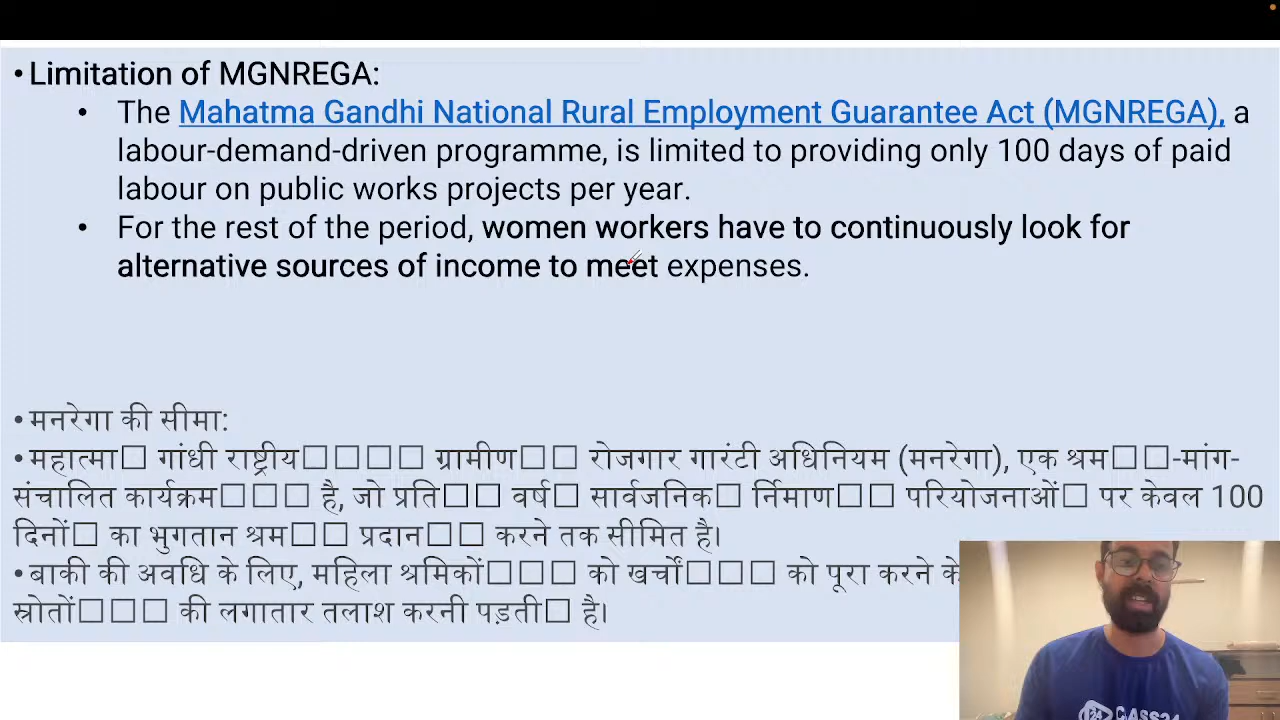 • Limitation of MGNREGA:
• The Mahatma Gandhi National Rural Employment Guarantee Act (MGNREGA), a
labour-demand-driven programme, is limited to providing only 100 days of paid
labour on public works projects per year.
• For the rest of the period, women workers have to continuously look for
alternative sources of income to meet expenses.
• मनरेगा की सीमा:
• महात्मा□ गांधी राष्ट्रीय□□□□ ग्रामीण□□ रोजगार गारंटी अधिनियम (मनरेगा), एक श्रम□□-मांग-
संचालित कार्यक्रम□□□ है, जो प्रति□□ वर्ष□ सार्वजनिक□ र्निमाण□□ परियोजनाओं□ पर केवल 100
दिनों□ का भुगतान श्रम□□ प्रदान□□ करने तक सीमित है।
• बाकी की अवधि के लिए, महिला श्रमिकों□□□ को खर्चों□□□ को पूरा करने के
स्रोतों□□□ की लगातार तलाश करनी पड़ती□ है।
24 CLASS24